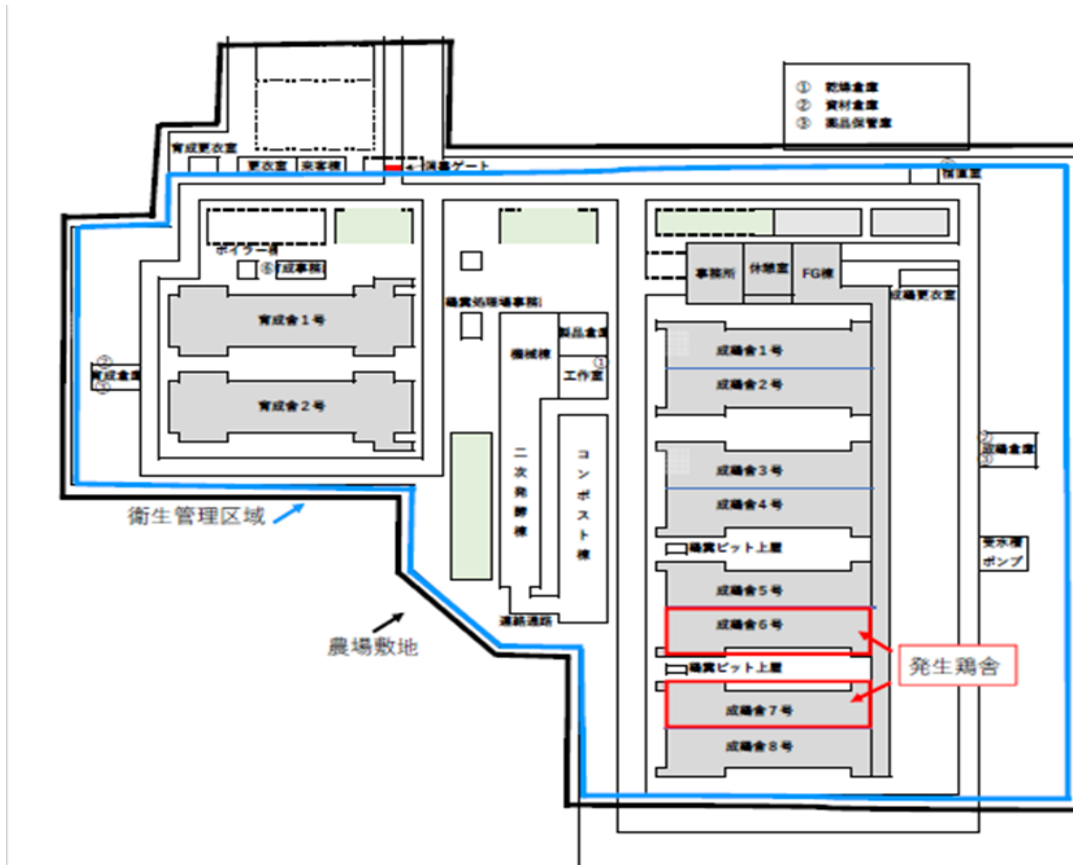 ① 乾燥倉庫
② 資材倉庫
③ 薬品保管庫
育成更衣室
更衣室
来客棟
消毒ゲート
宿直室
ボイラー棟
事務所
休憩室
FG棟
成鶏更衣室
育成舎1号
鶏糞処理場事務
製品倉庫
機械棟
①
工作室
成鶏舎1号
成鶏舎2号
②
育成倉庫
③
育成舎2号
二次発酵棟
コンポスト棟
成鶏舎3号
成鶏舎4号
②
成鶏倉庫
③
衛生管理区域
鶏糞ピット上屋
受水槽
ポンプ
成鶏舎5号
成鶏舎6号
連絡通路
農場敷地
鶏糞ピット上屋
発生鶏舎
成鶏舎7号
成鶏舎8号